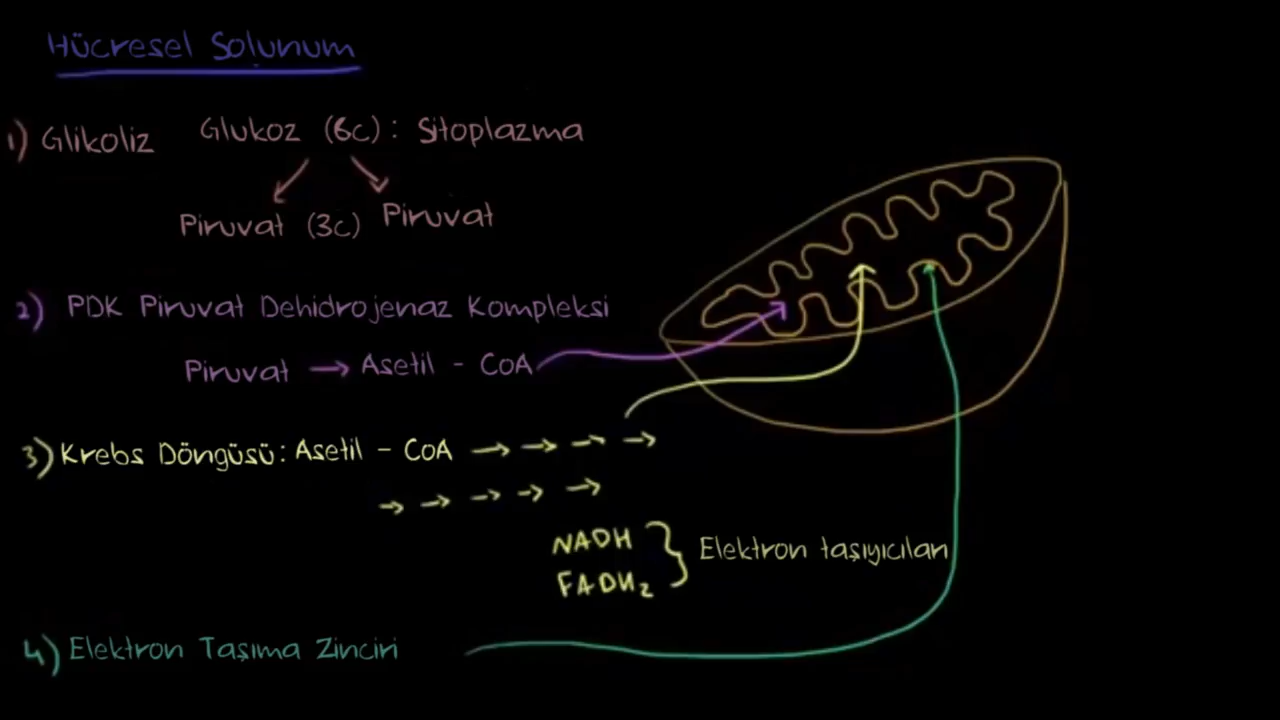 Hücresel Solunum
1) Glikoliz Glukoz (6c): Sitoplazma
Piruvat (3c) Piruvat
2) PDK Piruvat Dehidrojenaz Kompleksi
Piruvat → Asetil - CoA
3) Krebs Döngüsü: Asetil - CoA → → → →
→ → → → →
NADH
FADH₂
} Elektron taşıyıcıları
4) Elektron Taşıma Zinciri